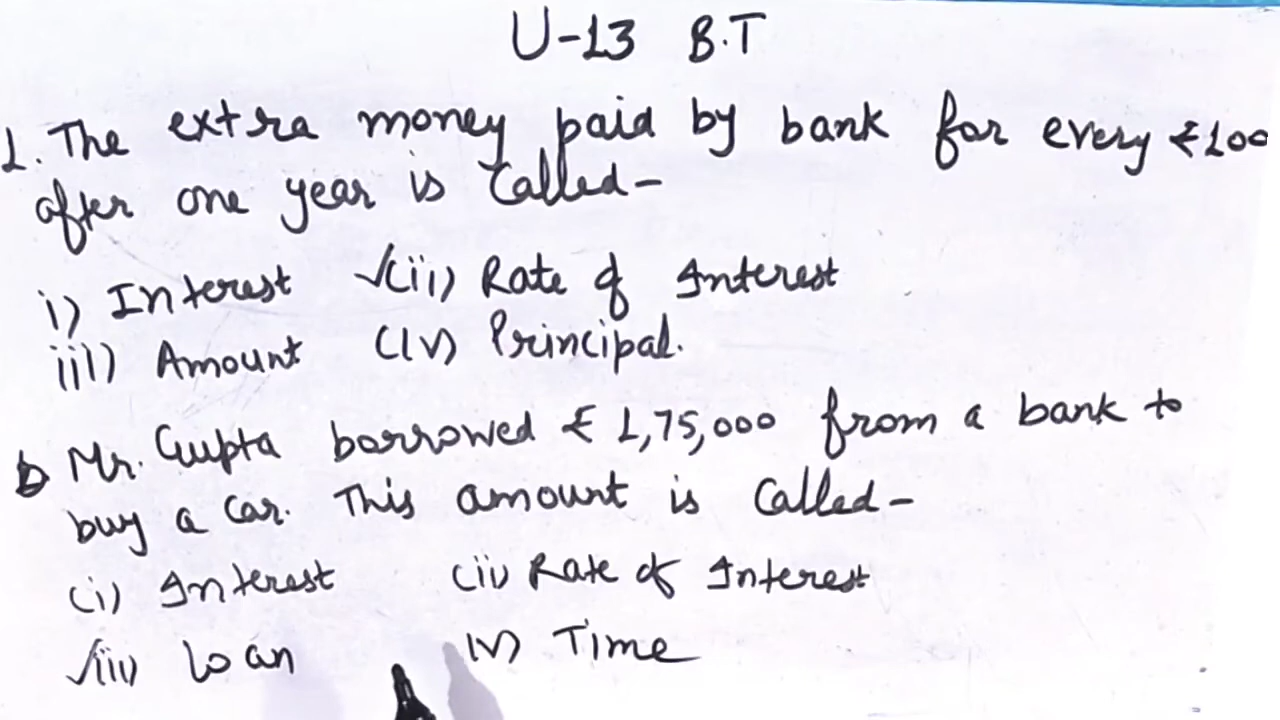 U-13 B.T
1. The extra money paid by bank for every ₹100
after one year is Called-
i) Interest √(ii) Rate of Interest
iii) Amount (iv) Principal.
b Mr. Gupta borrowed ₹ 1,75,000 from a bank to
buy a Car. This amount is Called-
(i) Interest (ii) Rate of Interest
√iii) Loan iv) Time